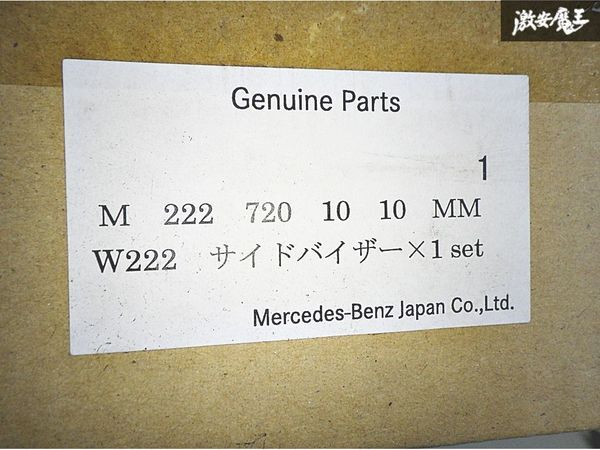 激安魔王
Genuine Parts
1
M 222 720 10 10 MM
W222 サイドバイザー×1 set
Mercedes-Benz Japan Co.,Ltd.